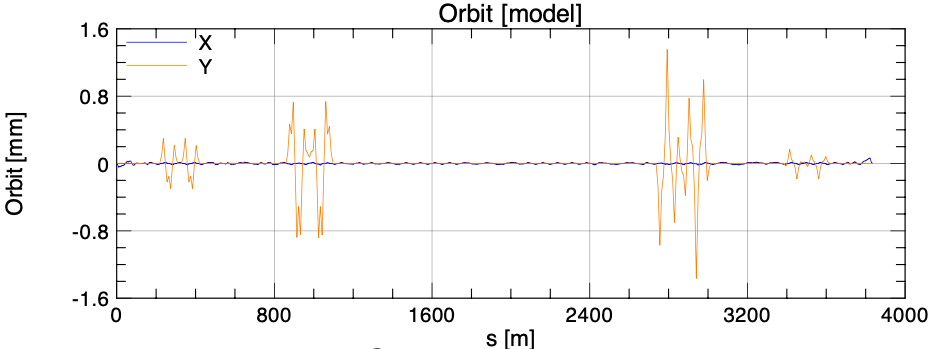 Orbit [model]
X
Y
1.6
0.8
0
-0.8
-1.6
Orbit [mm]
0 800 1600 2400 3200 4000
s [m]